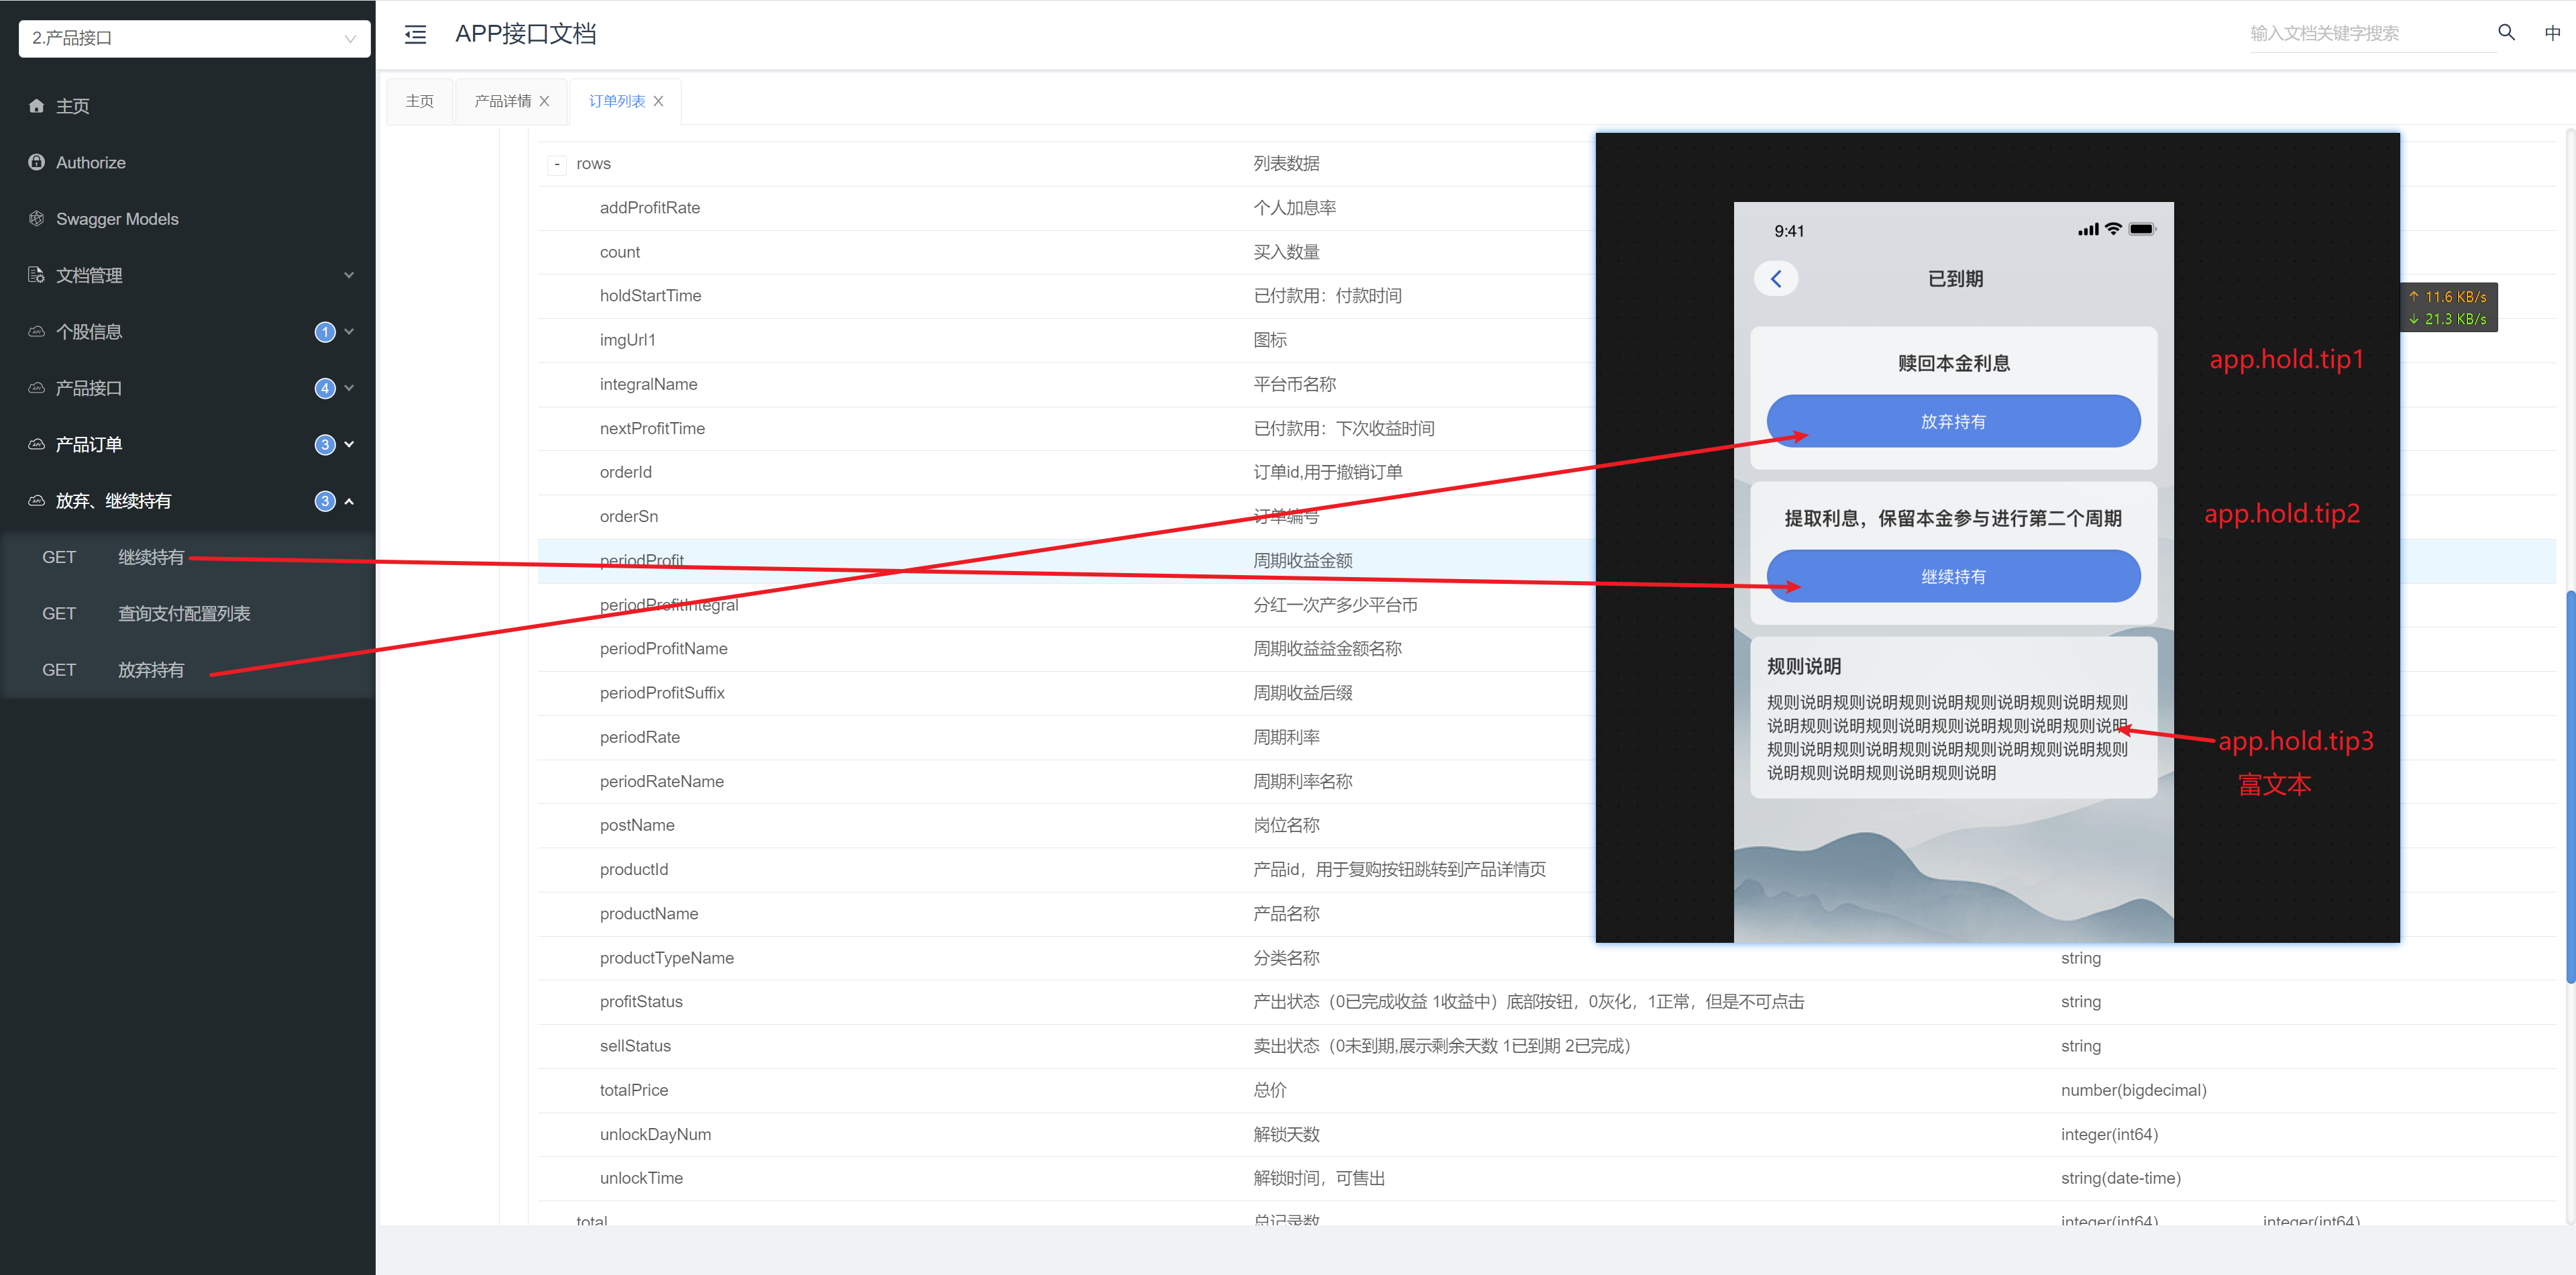 2.产品接口
APP接口文档
输入文档关键字搜索
中
主页
Authorize
Swagger Models
文档管理
个股信息 1
产品接口 4
产品订单 3
放弃、继续持有 3
GET 继续持有
GET 查询支付配置列表
GET 放弃持有
主页
产品详情
订单列表
- rows 列表数据
addProfitRate 个人加息率
count 买入数量
holdStartTime 已付款用：付款时间
imgUrl1 图标
integralName 平台币名称
nextProfitTime 已付款用：下次收益时间
orderId 订单id,用于撤销订单
orderSn 订单编号
periodProfit 周期收益金额
periodProfitIntegral 分红一次产多少平台币
periodProfitName 周期收益益金额名称
periodProfitSuffix 周期收益后缀
periodRate 周期利率
periodRateName 周期利率名称
postName 岗位名称
productId 产品id，用于复购按钮跳转到产品详情页
productName 产品名称
productTypeName 分类名称 string
profitStatus 产出状态（0已完成收益 1收益中）底部按钮，0灰化，1正常，但是不可点击 string
sellStatus 卖出状态（0未到期,展示剩余天数 1已到期 2已完成） string
totalPrice 总价 number(bigdecimal)
unlockDayNum 解锁天数 integer(int64)
unlockTime 解锁时间，可售出 string(date-time)
total 总记录数 integer(int64) integer(int64)
9:41
已到期
赎回本金利息
放弃持有
提取利息，保留本金参与进行第二个周期
继续持有
规则说明
规则说明规则说明规则说明规则说明规则说明规则
说明规则说明规则说明规则说明规则说明规则说明
规则说明规则说明规则说明规则说明规则说明规则
说明规则说明规则说明规则说明
app.hold.tip1
app.hold.tip2
app.hold.tip3
富文本
↑ 11.6 KB/s
↓ 21.3 KB/s